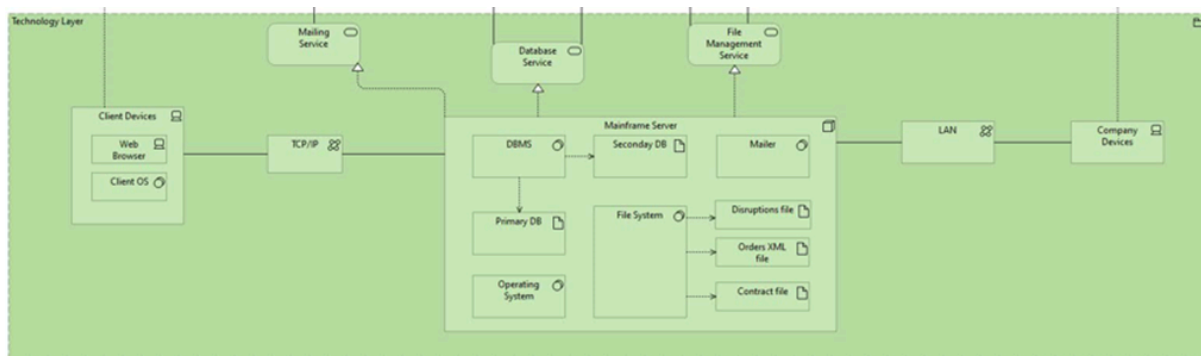 Technology Layer
Mailing
Service
Database
Service
File
Management
Service
Client Devices
Web
Browser
Client OS
TCP/IP
Mainframe Server
DBMS
Seconday DB
Mailer
Primary DB
File System
Disruptions file
Orders XML
file
Operating
System
Contract file
LAN
Company
Devices